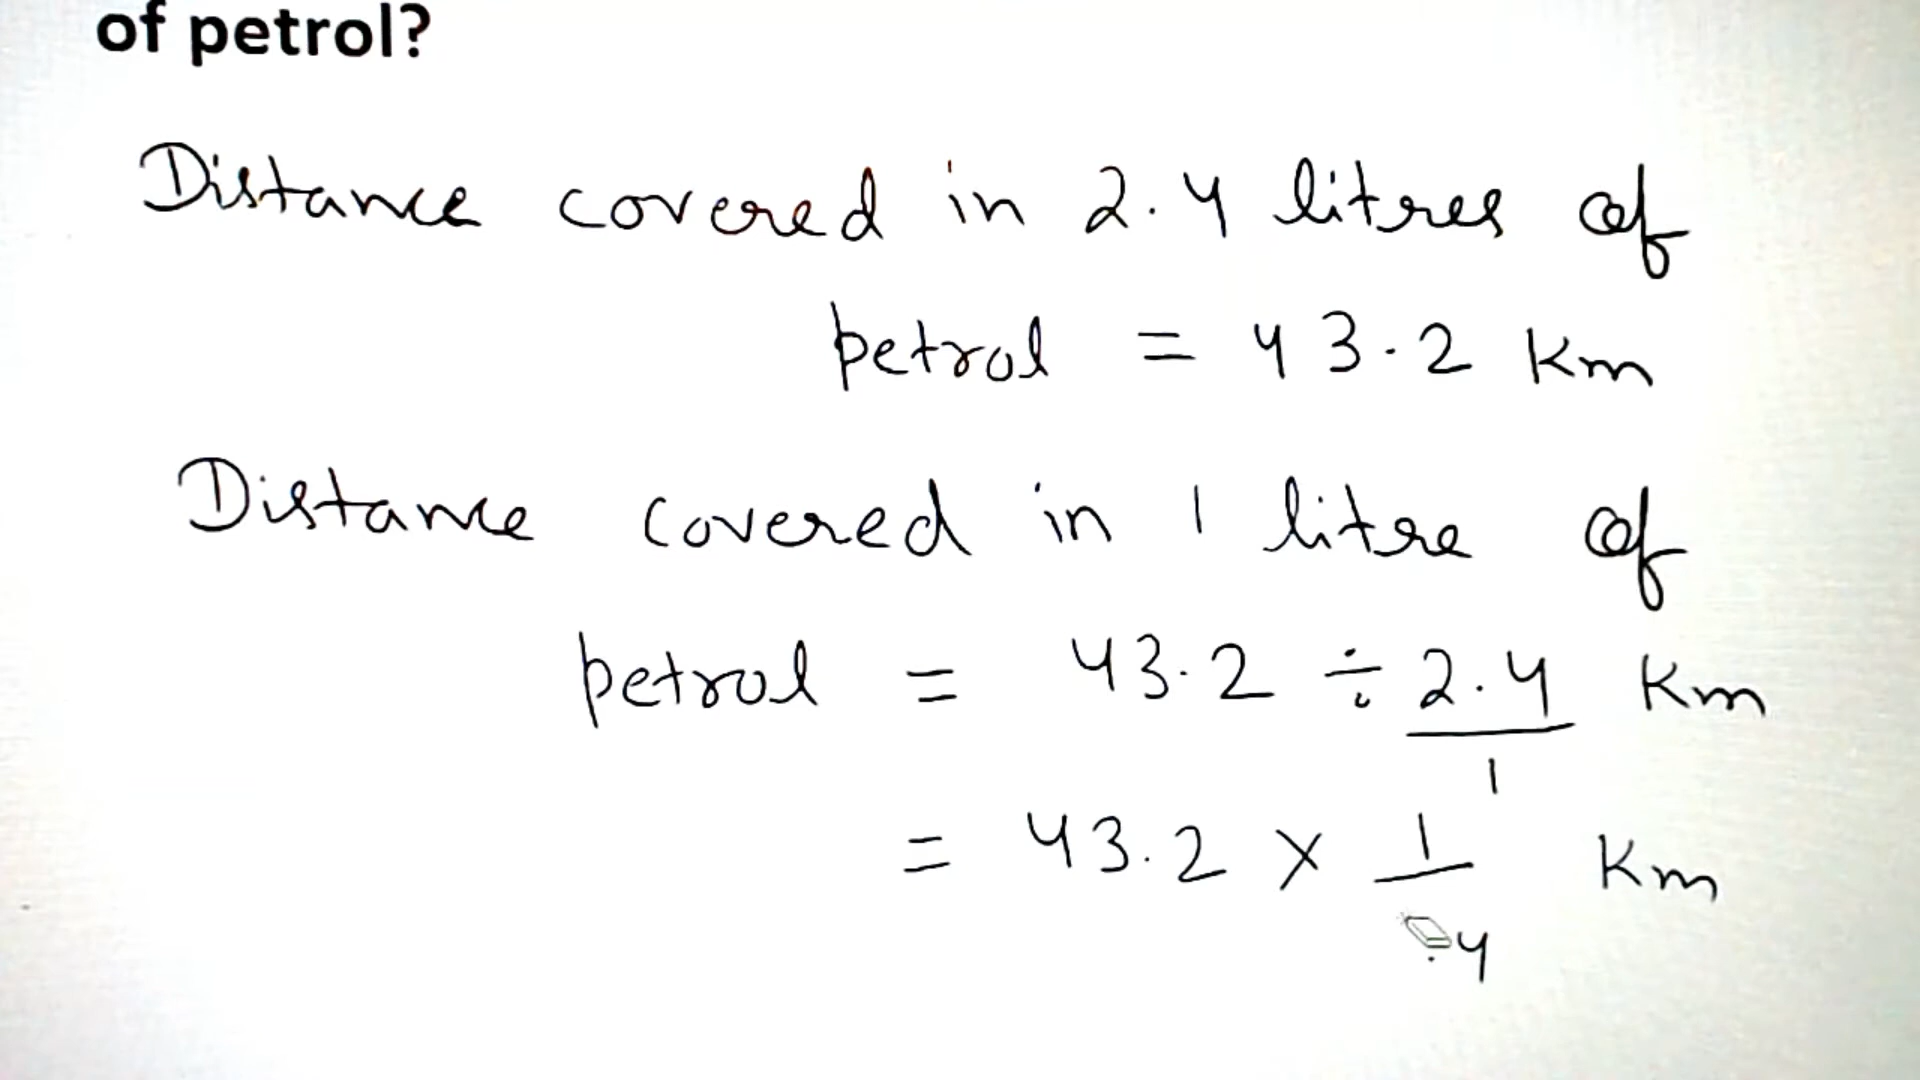 of petrol?
Distance covered in 2.4 litres of
petrol = 43.2 Km
Distance covered in 1 litre of
petrol = 43.2 ÷ 2.4 Km
1
= 43.2 × 1 Km
.4